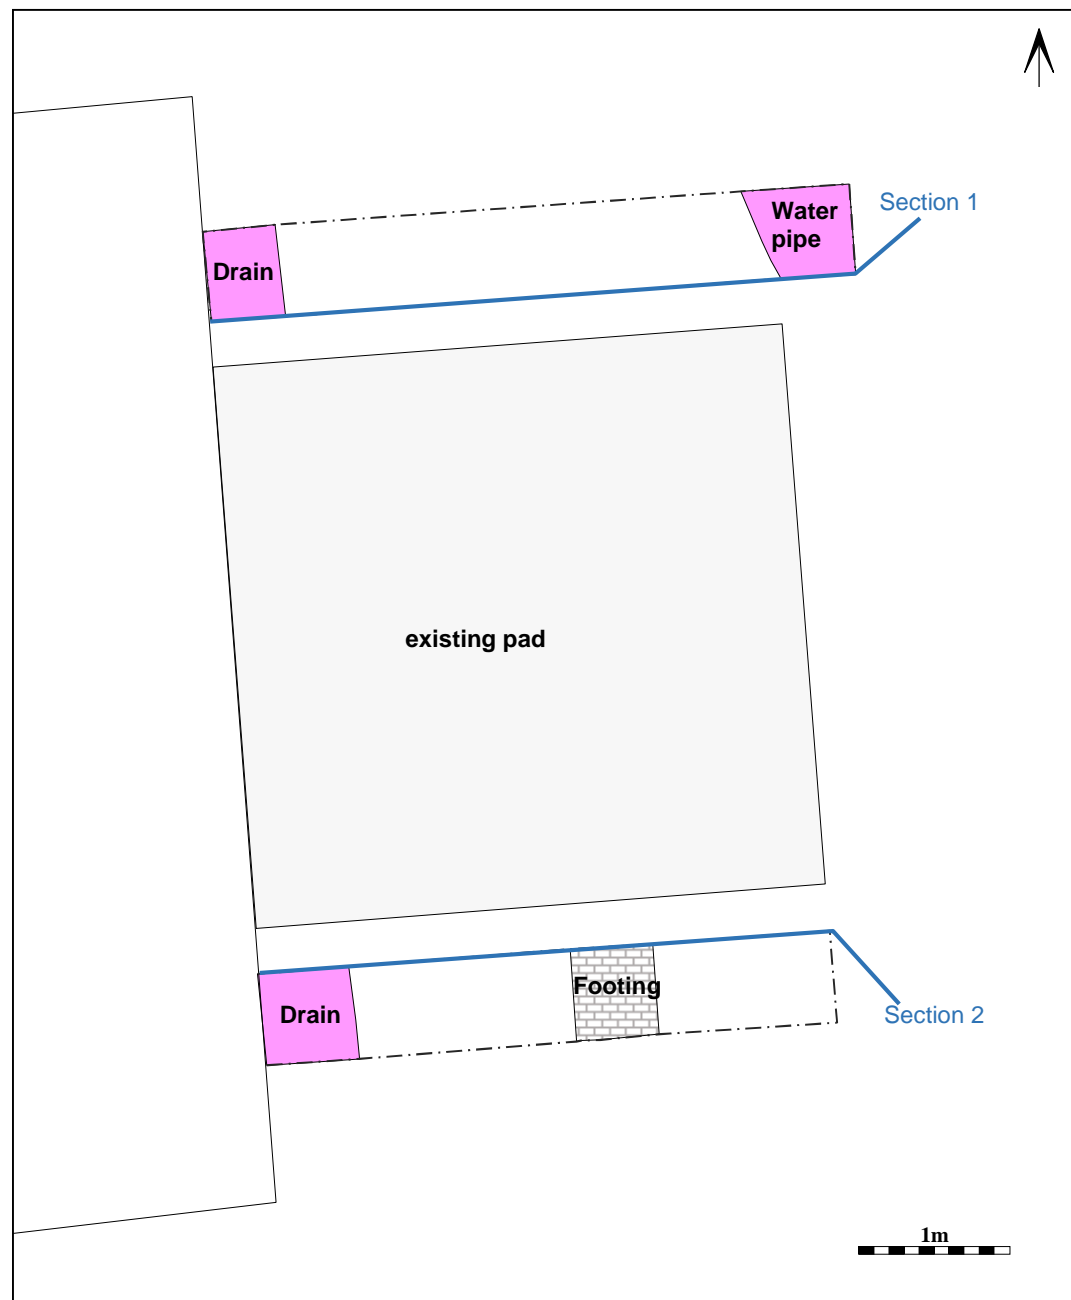 Section 1
Water
pipe
Drain
existing pad
Footing
Drain
Section 2
1m